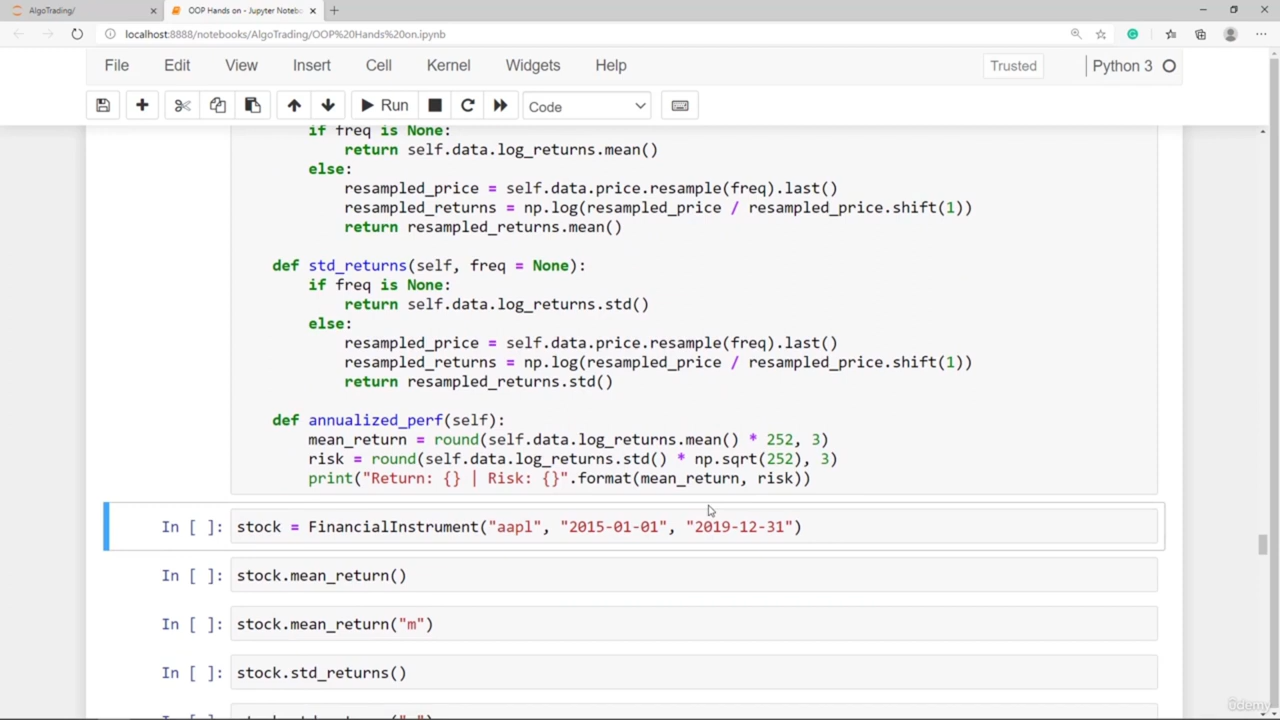 AlgoTrading/
OOP Hands on - Jupyter Notebo
localhost:8888/notebooks/AlgoTrading/OOP%20Hands%20on.ipynb
File Edit View Insert Cell Kernel Widgets Help Trusted Python 3
Run Code
if freq is None:
return self.data.log_returns.mean()
else:
resampled_price = self.data.price.resample(freq).last()
resampled_returns = np.log(resampled_price / resampled_price.shift(1))
return resampled_returns.mean()
def std_returns(self, freq = None):
if freq is None:
return self.data.log_returns.std()
else:
resampled_price = self.data.price.resample(freq).last()
resampled_returns = np.log(resampled_price / resampled_price.shift(1))
return resampled_returns.std()
def annualized_perf(self):
mean_return = round(self.data.log_returns.mean() * 252, 3)
risk = round(self.data.log_returns.std() * np.sqrt(252), 3)
print("Return: {} | Risk: {}".format(mean_return, risk))
In [ ]: stock = FinancialInstrument("aapl", "2015-01-01", "2019-12-31")
In [ ]: stock.mean_return()
In [ ]: stock.mean_return("m")
In [ ]: stock.std_returns()
Udemy